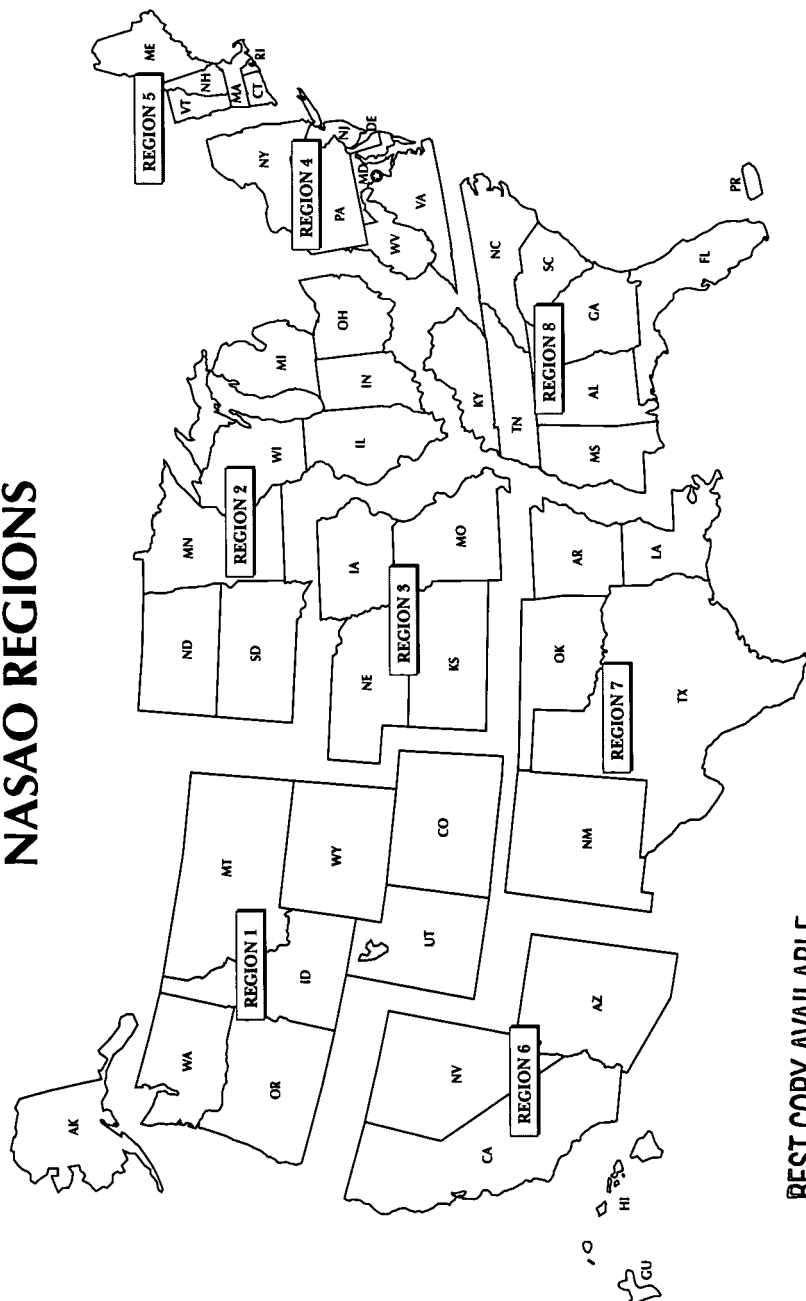 NASAO REGIONS
AK
WA
OR
MT
ID
WY
REGION 1
UT
CO
ND
SD
MN
WI
MI
REGION 2
IL
IN
OH
NE
IA
KS
MO
REGION 3
NY
PA
NJ
DE
MD
WV
VA
REGION 4
ME
VT
NH
MA
CT
RI
REGION 5
NV
CA
AZ
HI
GU
REGION 6
NM
TX
OK
AR
LA
REGION 7
KY
TN
NC
SC
MS
AL
GA
FL
PR
REGION 8
BEST COPY AVAILABLE